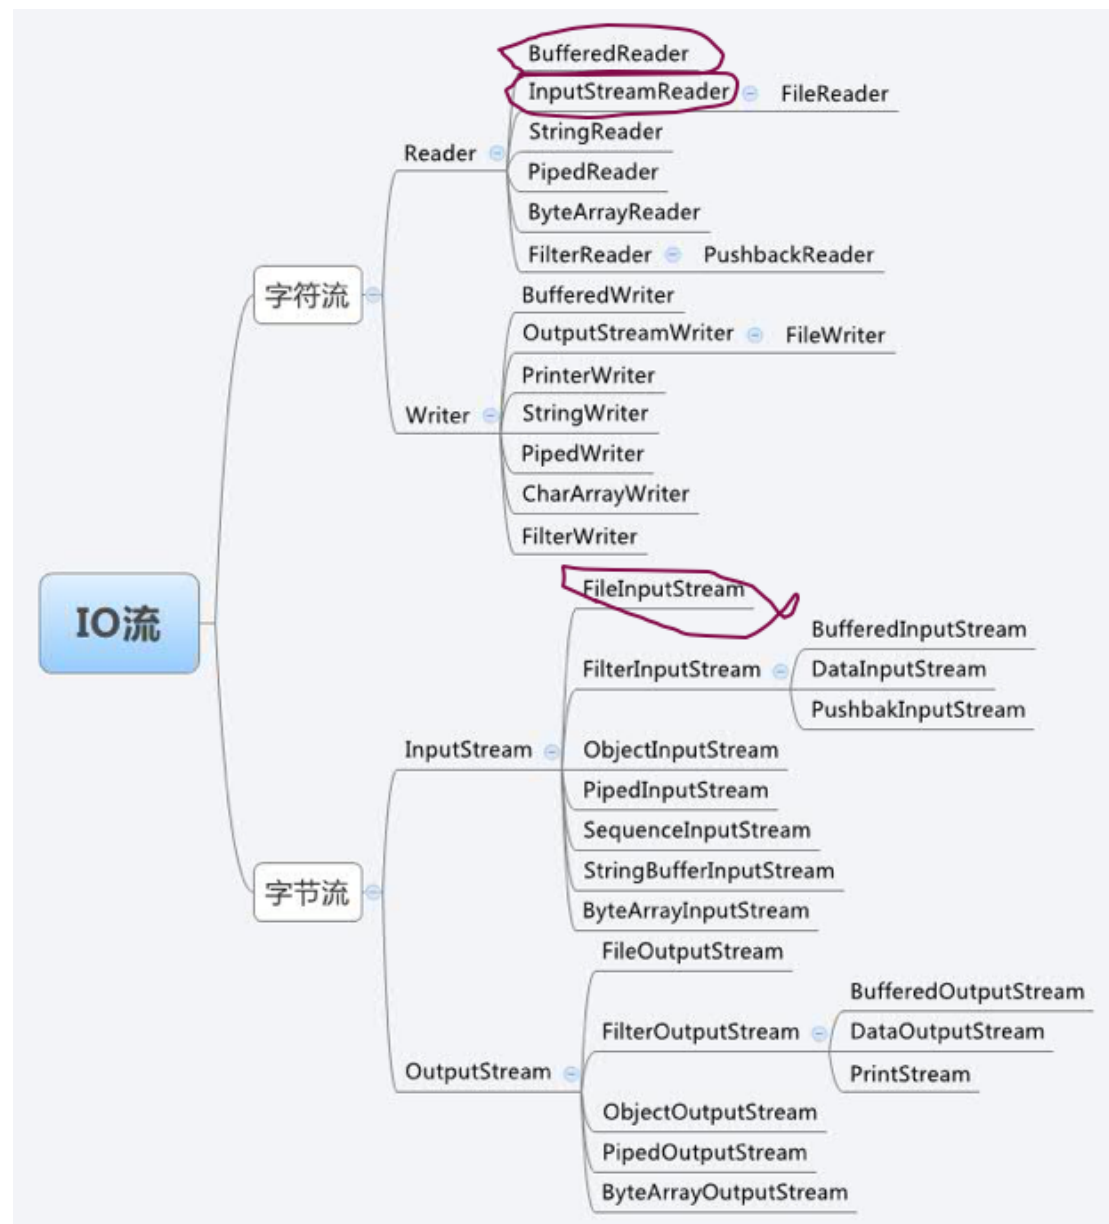 BufferedReader
InputStreamReader
FileReader
StringReader
Reader
PipedReader
ByteArrayReader
FilterReader
PushbackReader
字符流
BufferedWriter
OutputStreamWriter
FileWriter
PrinterWriter
Writer
StringWriter
PipedWriter
CharArrayWriter
FilterWriter
IO流
FileInputStream
BufferedInputStream
FilterInputStream
DataInputStream
PushbakInputStream
InputStream
ObjectInputStream
PipedInputStream
SequenceInputStream
StringBufferInputStream
字节流
ByteArrayInputStream
FileOutputStream
BufferedOutputStream
FilterOutputStream
DataOutputStream
OutputStream
PrintStream
ObjectOutputStream
PipedOutputStream
ByteArrayOutputStream